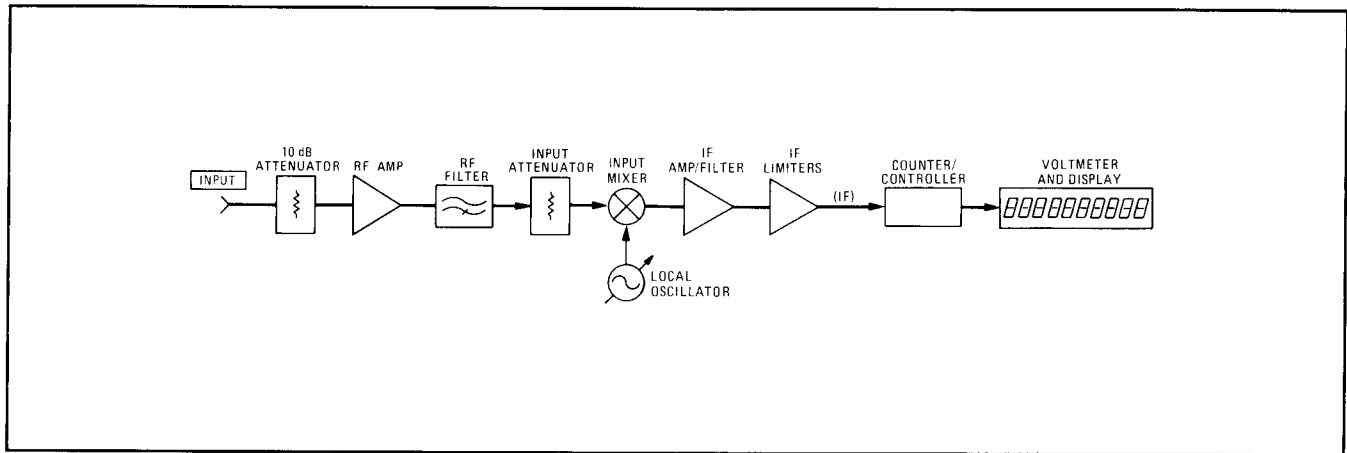 INPUT
10 dB
ATTENUATOR
RF AMP
RF
FILTER
INPUT
ATTENUATOR
INPUT
MIXER
IF
AMP/FILTER
IF
LIMITERS
(IF)
COUNTER/
CONTROLLER
VOLTMETER
AND DISPLAY
LOCAL
OSCILLATOR